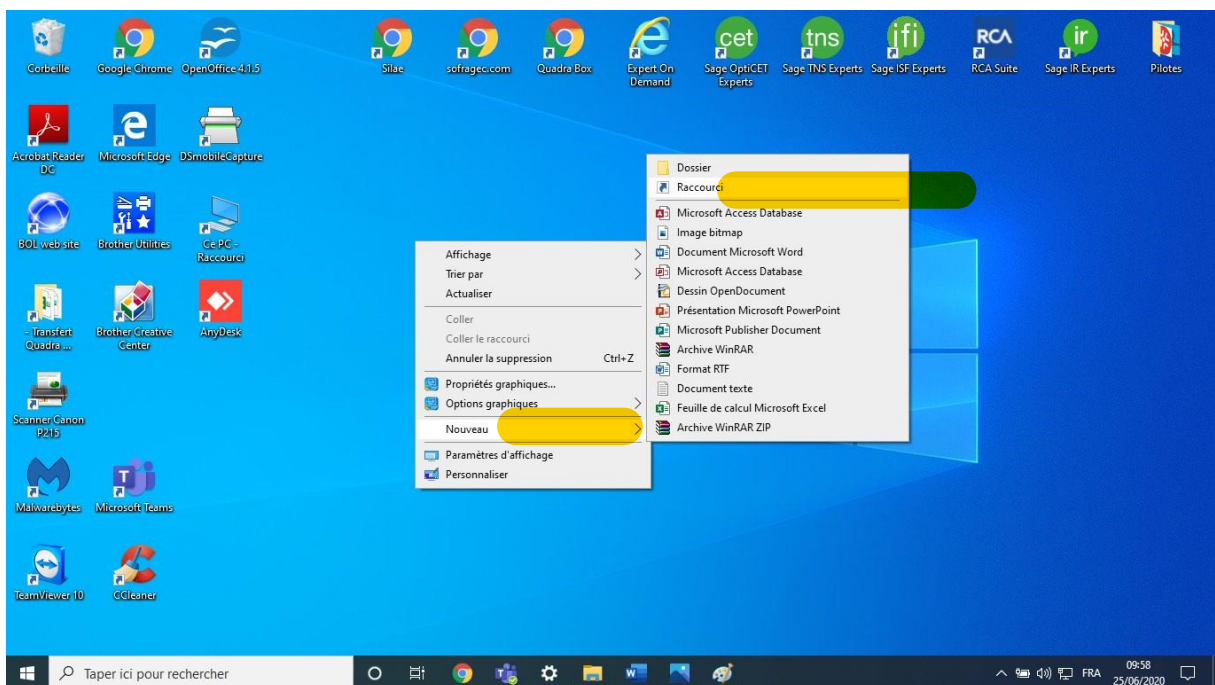 Corbeille
Google Chrome
OpenOffice 4.1.5
Silae
sofragec.com
Quadra Box
Expert On
Demand
cet
Sage OptiCET
Experts
tns
Sage TNS Experts
ifi
Sage ISF Experts
RCA
RCA Suite
ir
Sage IR Experts
Pilotes
Acrobat Reader
DC
Microsoft Edge
DSmobileCapture
BOL web site
Brother Utilities
Ce PC -
Raccourci
- Transfert
Quadra ...
Brother Creative
Center
AnyDesk
Scanner Canon
P215
Malwarebytes
Microsoft Teams
TeamViewer 10
CCleaner
Affichage
Trier par
Actualiser
Coller
Coller le raccourci
Annuler la suppression Ctrl+Z
Propriétés graphiques...
Options graphiques
Nouveau
Paramètres d'affichage
Personnaliser
Dossier
Raccourci
Microsoft Access Database
Image bitmap
Document Microsoft Word
Microsoft Access Database
Dessin OpenDocument
Présentation Microsoft PowerPoint
Microsoft Publisher Document
Archive WinRAR
Format RTF
Document texte
Feuille de calcul Microsoft Excel
Archive WinRAR ZIP
Taper ici pour rechercher
FRA
09:58
25/06/2020